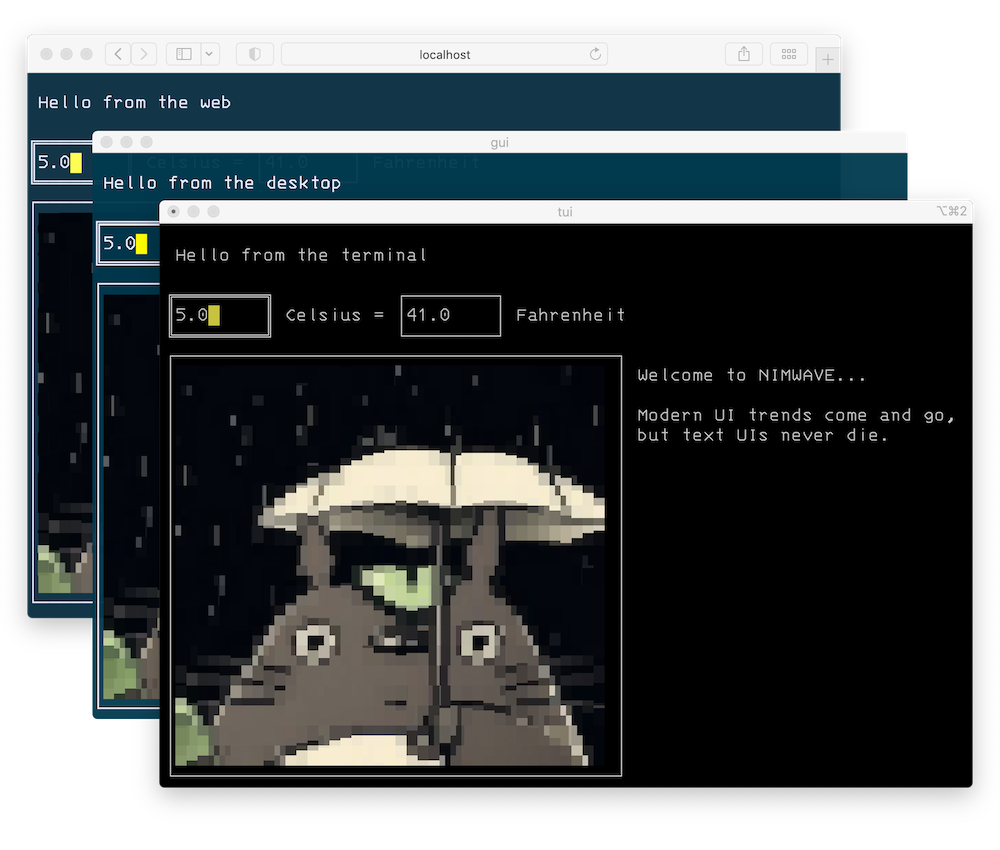 localhost
Hello from the web
5.0 Celsius = 41.0 Fahrenheit
gui
Hello from the desktop
5.0
tui
⌥⌘2
Hello from the terminal
5.0 Celsius = 41.0 Fahrenheit
Welcome to NIMWAVE...
Modern UI trends come and go,
but text UIs never die.